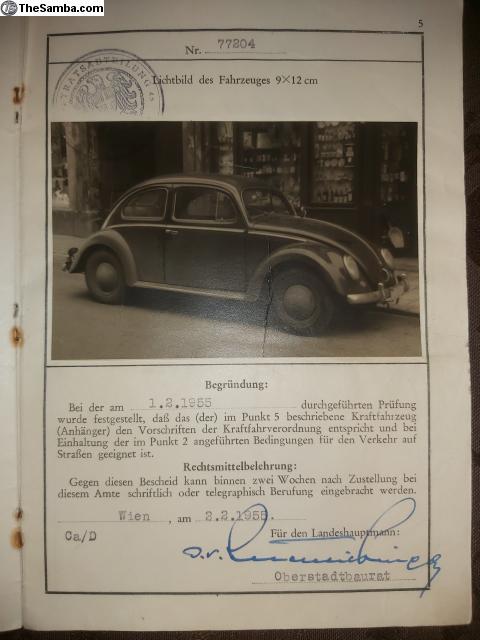 TheSamba.com
5
Nr. 77204
Lichtbild des Fahrzeuges 9×12 cm
Begründung:
Bei der am 1.2.1955 durchgeführten Prüfung
wurde festgestellt, daß das (der) im Punkt 5 beschriebene Kraftfahrzeug
(Anhänger) den Vorschriften der Kraftfahrverordnung entspricht und bei
Einhaltung der im Punkt 2 angeführten Bedingungen für den Verkehr auf
Straßen geeignet ist.
Rechtsmittelbelehrung:
Gegen diesen Bescheid kann binnen zwei Wochen nach Zustellung bei
diesem Amte schriftlich oder telegraphisch Berufung eingebracht werden.
Wien, am 2.2.1955.
Ca/D
Für den Landeshauptmann:
Oberstadtbaurat